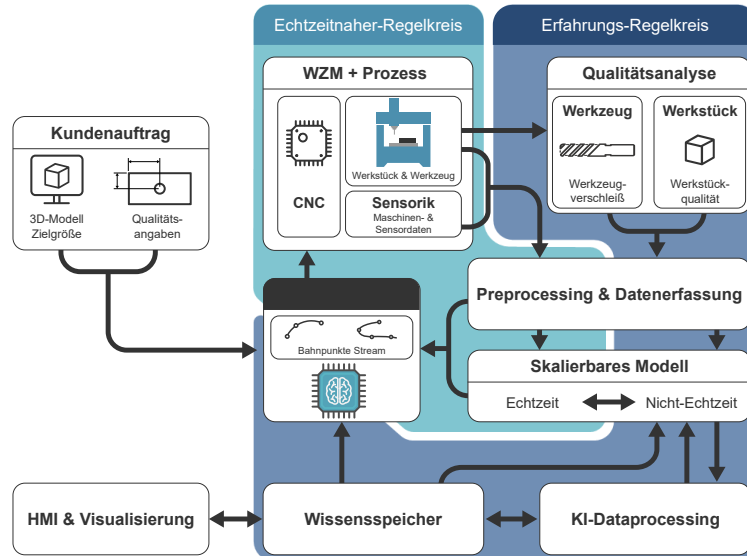 Echtzeitnaher-Regelkreis
Erfahrungs-Regelkreis
WZM + Prozess
CNC
Werkstück & Werkzeug
Sensorik
Maschinen- &
Sensordaten
Qualitätsanalyse
Werkzeug
Werkzeug-
verschleiß
Werkstück
Werkstück-
qualität
Kundenauftrag
3D-Modell
Zielgröße
Qualitäts-
angaben
Preprocessing & Datenerfassung
Bahnpunkte Stream
Skalierbares Modell
Echtzeit
Nicht-Echtzeit
HMI & Visualisierung
Wissensspeicher
KI-Dataprocessing